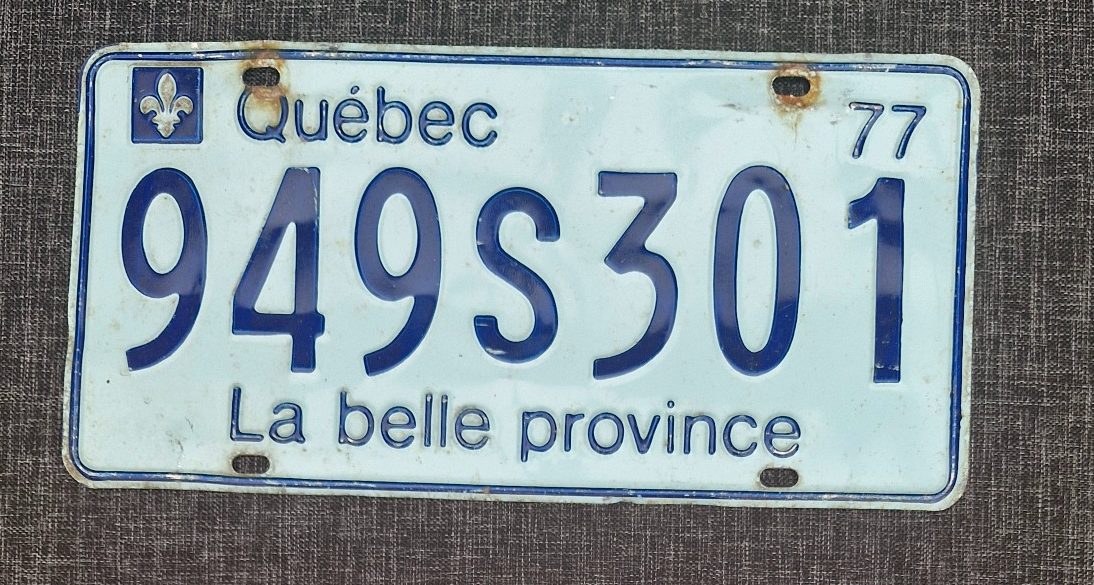 Québec 77
949S301
La belle province